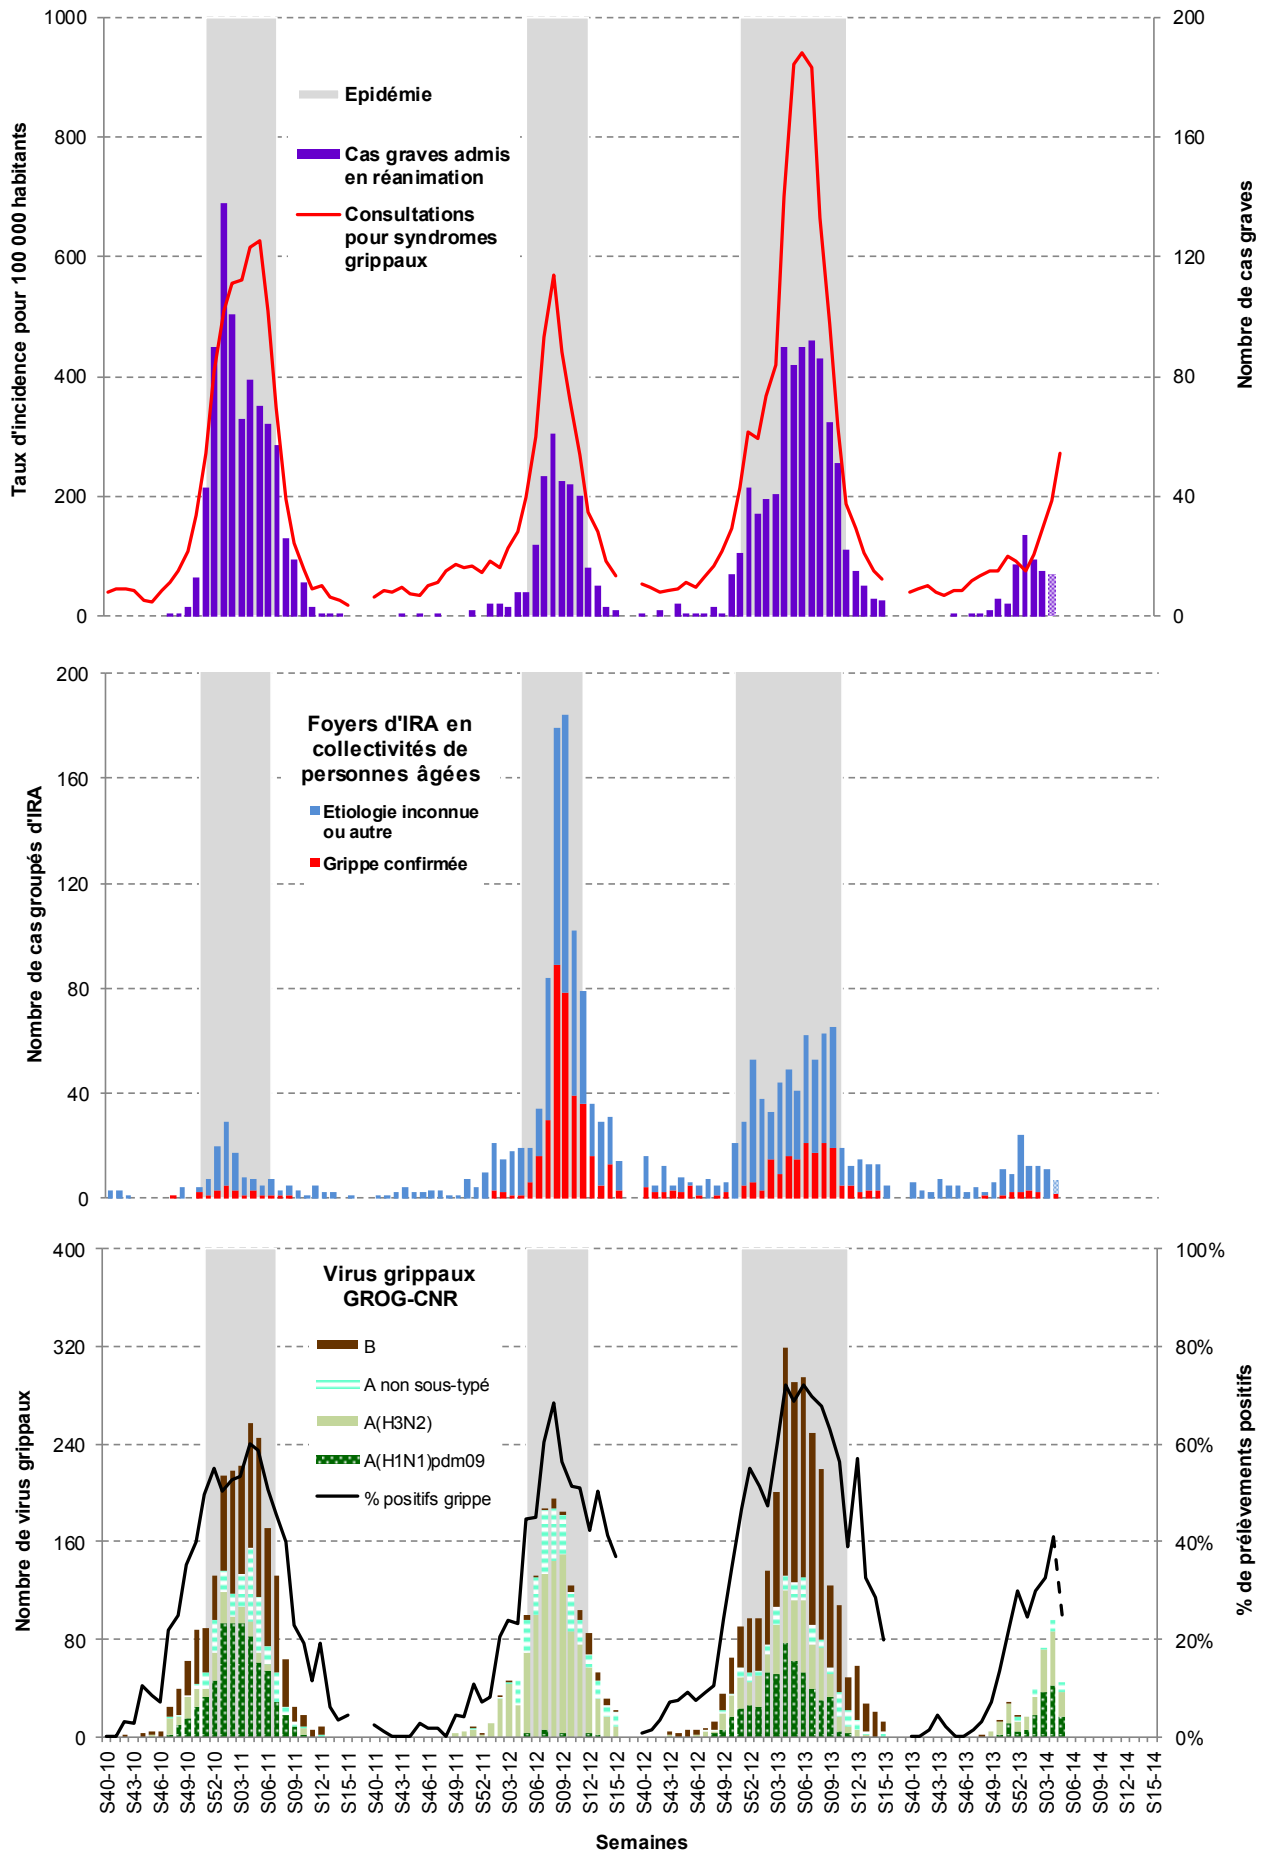 1000
800
600
400
200
0
Taux d'incidence pour 100 000 habitants
200
160
120
80
40
0
Nombre de cas graves
Epidémie
Cas graves admis
en réanimation
Consultations
pour syndromes
grippaux
200
160
120
80
40
0
Nombre de cas groupés d'IRA
Foyers d'IRA en
collectivités de
personnes âgées
Etiologie inconnue
ou autre
Grippe confirmée
400
320
240
160
80
0
Nombre de virus grippaux
100%
80%
60%
40%
20%
0%
% de prélèvements positifs
Virus grippaux
GROG-CNR
B
A non sous-typé
A(H3N2)
A(H1N1)pdm09
% positifs grippe
S40-10
S43-10
S46-10
S49-10
S52-10
S03-11
S06-11
S09-11
S12-11
S15-11
S40-11
S43-11
S46-11
S49-11
S52-11
S03-12
S06-12
S09-12
S12-12
S15-12
S40-12
S43-12
S46-12
S49-12
S52-12
S03-13
S06-13
S09-13
S12-13
S15-13
S40-13
S43-13
S46-13
S49-13
S52-13
S03-14
S06-14
S09-14
S12-14
S15-14
Semaines